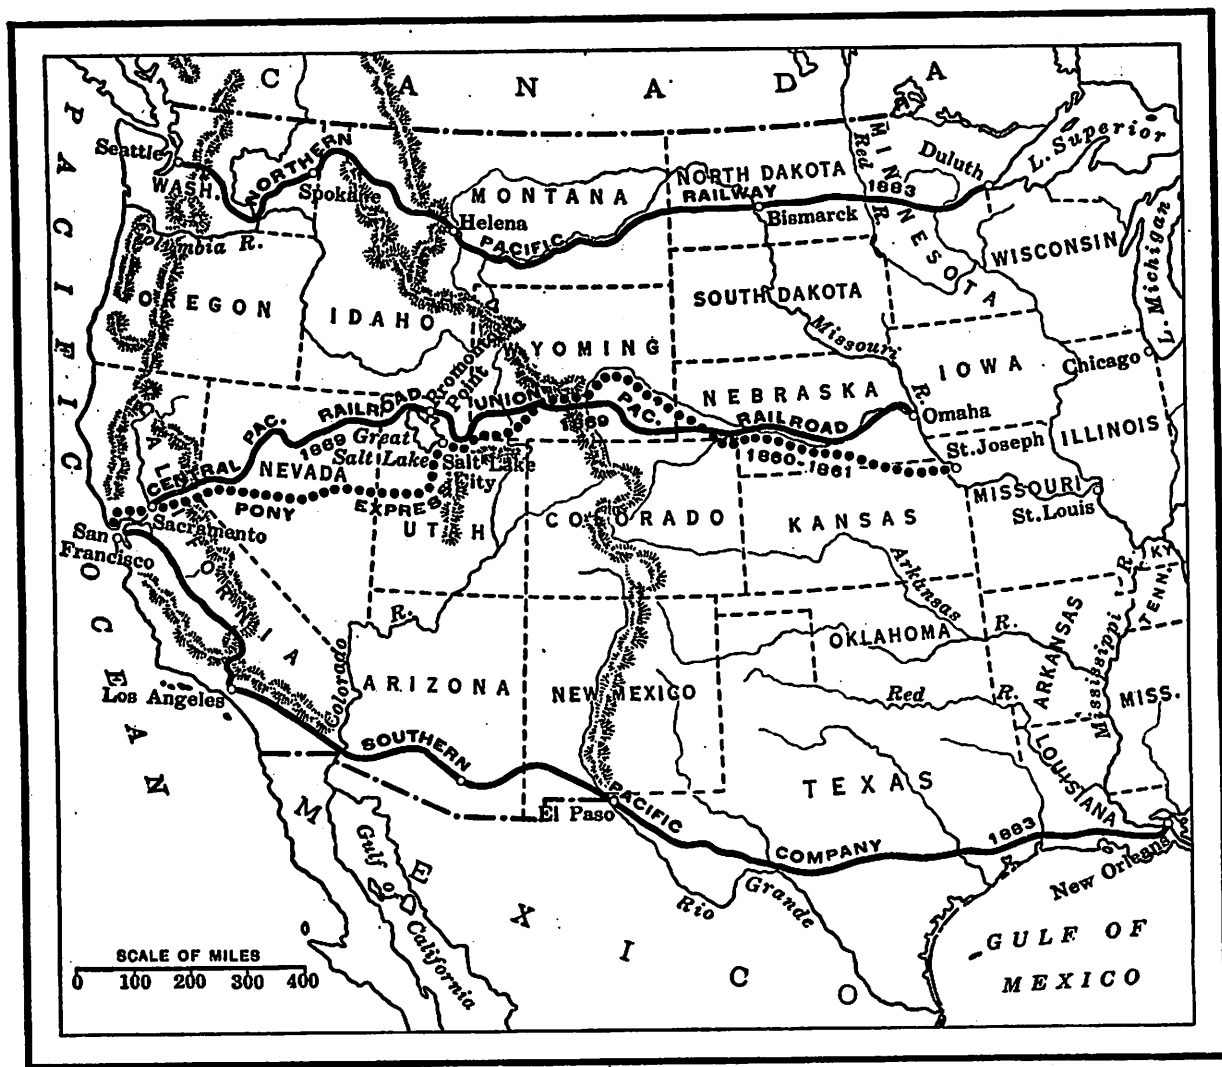 C A N A D A
PACIFIC OCEAN
Seattle
WASH.
NORTHERN
Spokane
MONTANA
NORTH DAKOTA
RAILWAY
1883
Red
R.
MINNESOTA
Duluth
L. Superior
Helena
PACIFIC
Bismarck
WISCONSIN
L. Michigan
Columbia R.
OREGON
IDAHO
SOUTH DAKOTA
Missouri
R.
WYOMING
IOWA
Chicago
Promontory
Point
NEBRASKA
UNION
PAC.
RAILROAD
Omaha
CENTRAL
PAC.
RAILROAD
1869
Great
Salt Lake
Salt Lake
City
1869
St. Joseph
ILLINOIS
1860-1861
NEVADA
PONY
EXPRESS
UTAH
COLORADO
KANSAS
MISSOURI
St. Louis
Sacramento
San
Francisco
CALIFORNIA
KY
TENN.
Arkansas
R.
Colorado
R.
OKLAHOMA
ARKANSAS
Mississippi
R.
Los Angeles
ARIZONA
NEW MEXICO
Red
R.
MISS.
SOUTHERN
PACIFIC
COMPANY
1883
TEXAS
LOUISIANA
El Paso
New Orleans
Rio
Grande
Gulf of
California
M E X I C O
GULF OF
MEXICO
SCALE OF MILES
0 100 200 300 400